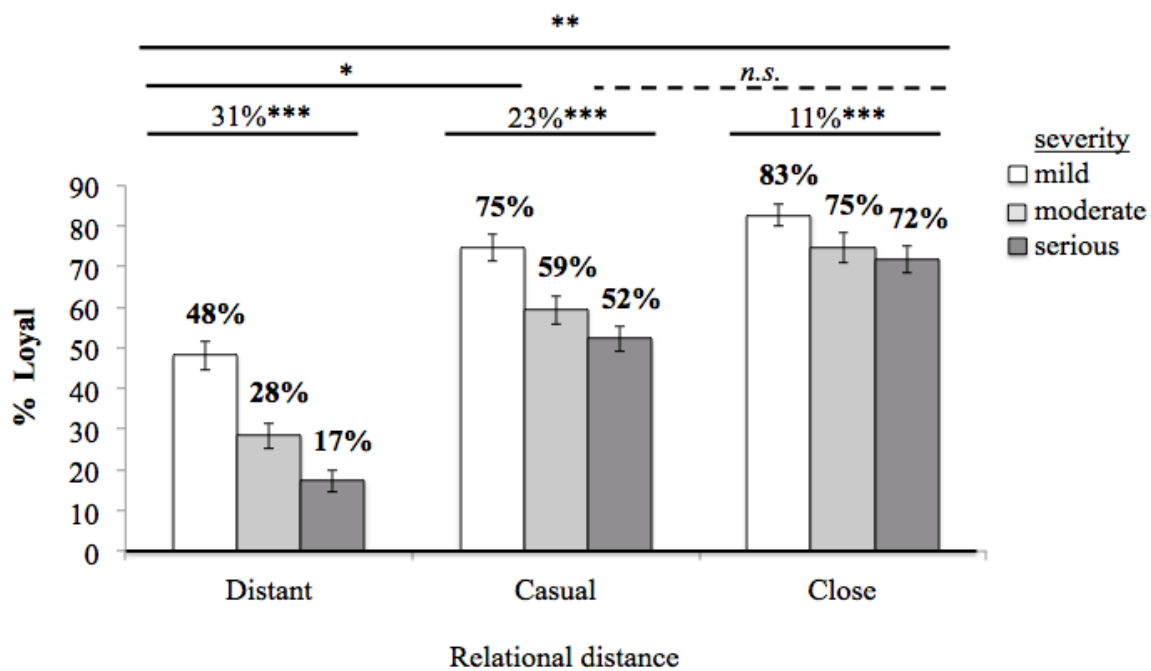 **
*
n.s.
31%***
23%***
11%***
severity
mild
moderate
serious
90
80
70
60
50
40
30
20
10
0
% Loyal
48%
28%
17%
75%
59%
52%
83%
75%
72%
Distant
Casual
Close
Relational distance